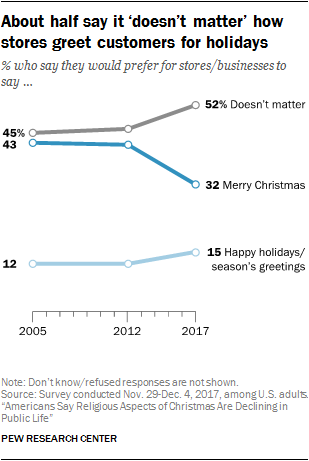 About half say it ‘doesn’t matter’ how
stores greet customers for holidays
% who say they would prefer for stores/businesses to
say ...
52% Doesn’t matter
45%
43
32 Merry Christmas
12
15 Happy holidays/
season’s greetings
2005
2012
2017
Note: Don’t know/refused responses are not shown.
Source: Survey conducted Nov. 29-Dec. 4, 2017, among U.S. adults.
“Americans Say Religious Aspects of Christmas Are Declining in
Public Life”
PEW RESEARCH CENTER